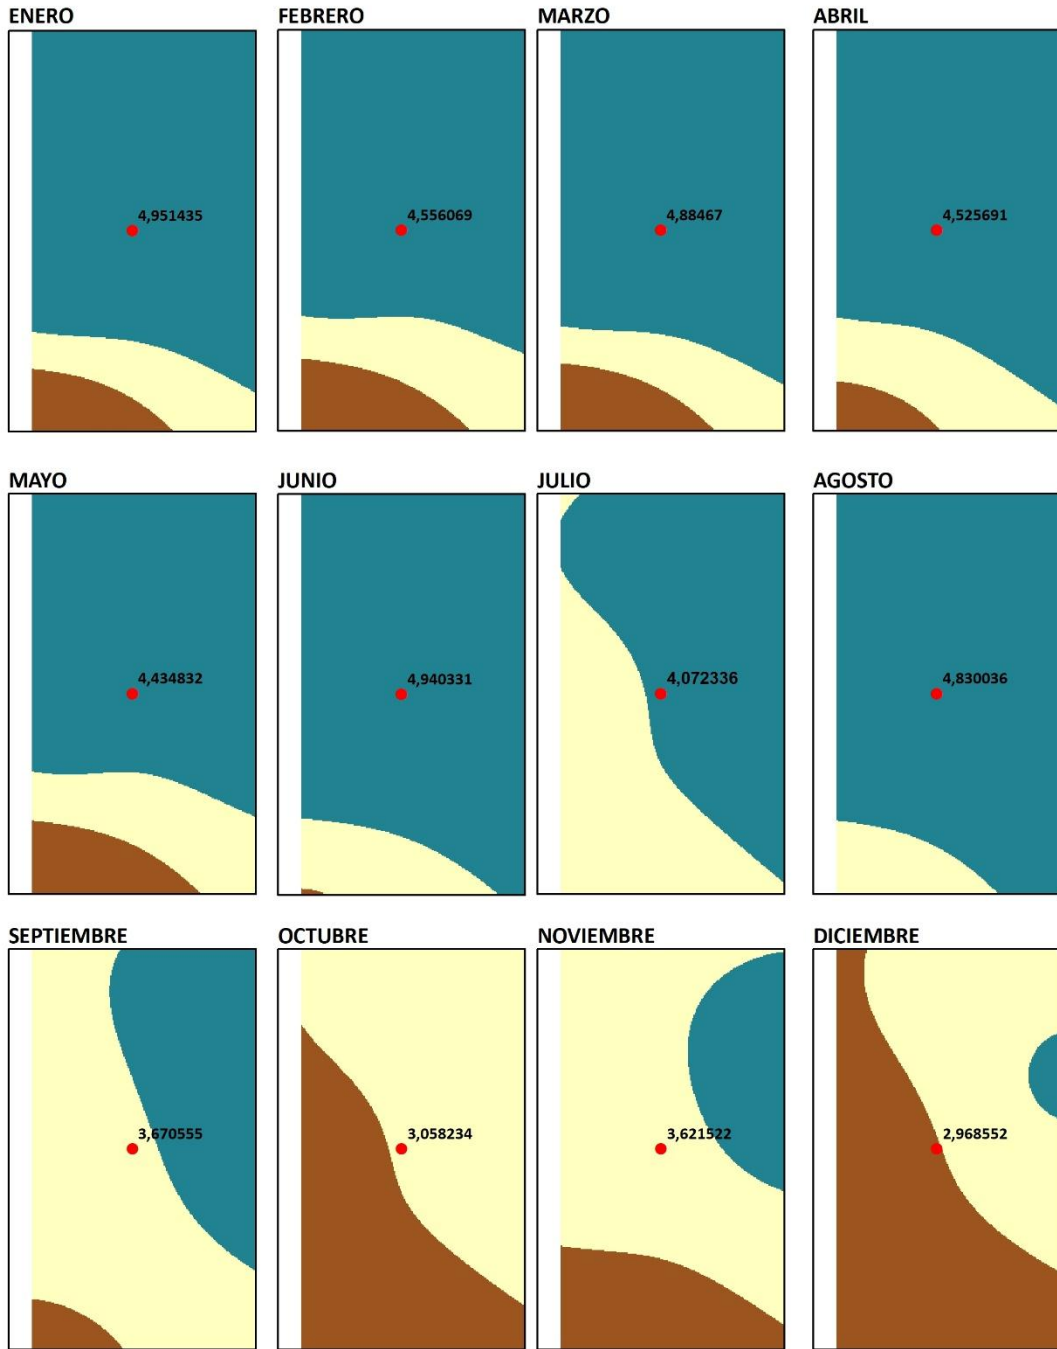 ENERO
FEBRERO
MARZO
ABRIL
4,951435
4,556069
4,88467
4,525691
MAYO
JUNIO
JULIO
AGOSTO
4,434832
4,940331
4,072336
4,830036
SEPTIEMBRE
OCTUBRE
NOVIEMBRE
DICIEMBRE
3,670555
3,058234
3,621522
2,968552